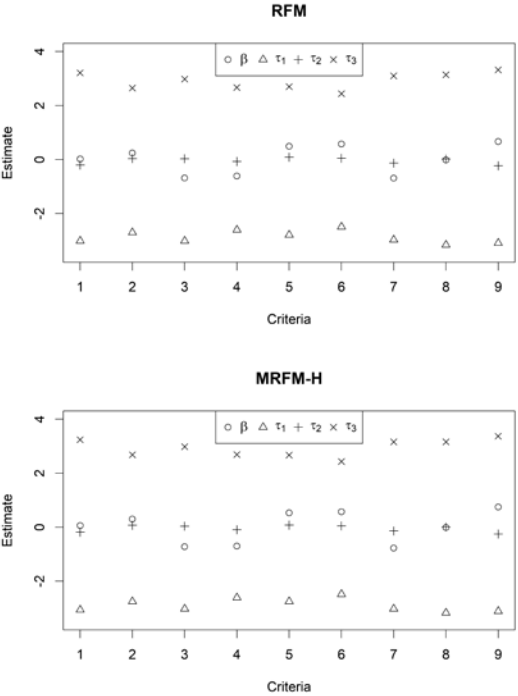 RFM
○ β △ τ1 + τ2 × τ3
4
2
0
-2
Estimate
1 2 3 4 5 6 7 8 9
Criteria
MRFM-H
○ β △ τ1 + τ2 × τ3
4
2
0
-2
Estimate
1 2 3 4 5 6 7 8 9
Criteria